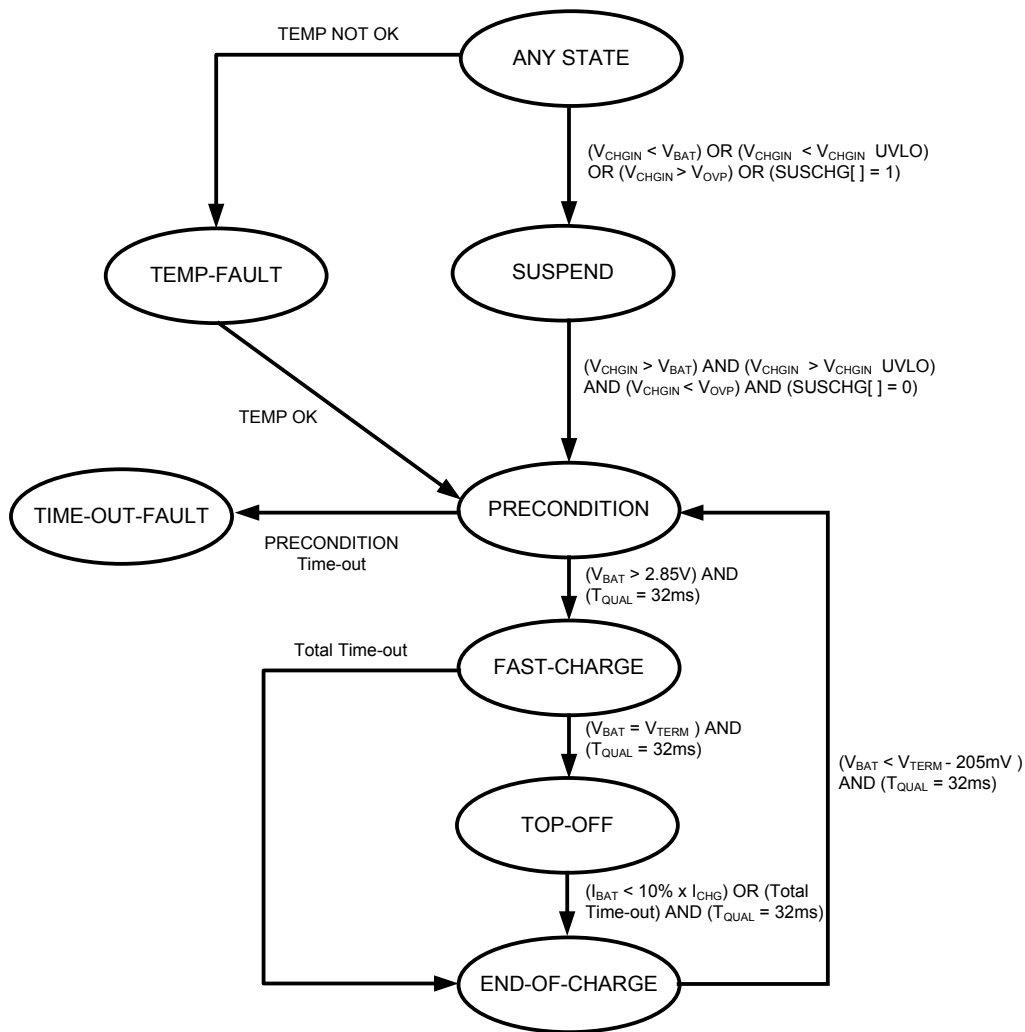 TEMP NOT OK
ANY STATE
(VCHGIN < VBAT) OR (VCHGIN < VCHGIN UVLO)
OR (VCHGIN > VOVP) OR (SUSCHG[ ] = 1)
TEMP-FAULT
SUSPEND
(VCHGIN > VBAT) AND (VCHGIN > VCHGIN UVLO)
AND (VCHGIN < VOVP) AND (SUSCHG[ ] = 0)
TEMP OK
PRECONDITION
TIME-OUT-FAULT
PRECONDITION
Time-out
(VBAT > 2.85V) AND
(TQUAL = 32ms)
Total Time-out
FAST-CHARGE
(VBAT = VTERM ) AND
(TQUAL = 32ms)
(VBAT < VTERM - 205mV )
AND (TQUAL = 32ms)
TOP-OFF
(IBAT < 10% x ICHG) OR (Total
Time-out) AND (TQUAL = 32ms)
END-OF-CHARGE